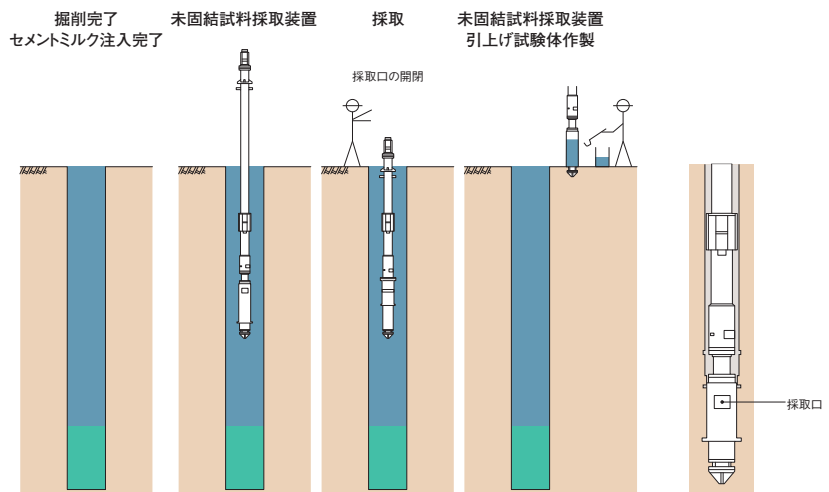 掘削完了
セメントミルク注入完了
未固結試料採取装置
採取
未固結試料採取装置
引上げ試験体作製
採取口の開閉
採取口